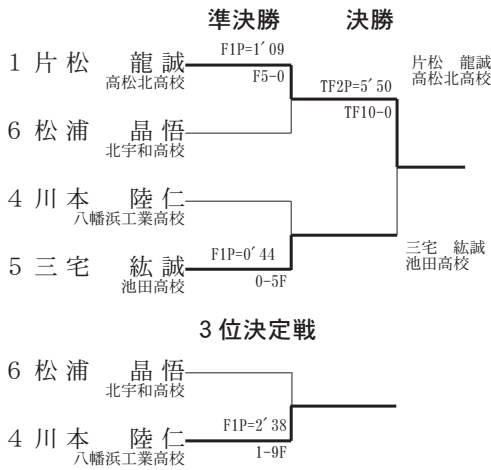 準決勝 決勝
1 片松 龍誠
高松北高校
F1P=1´09
F5-0
6 松浦 晶悟
北宇和高校
4 川本 陸仁
八幡浜工業高校
5 三宅 紘誠
池田高校
F1P=0´44
0-5F
TF2P=5´50
TF10-0
片松 龍誠
高松北高校
三宅 紘誠
池田高校
3位決定戦
6 松浦 晶悟
北宇和高校
4 川本 陸仁
八幡浜工業高校
F1P=2´38
1-9F